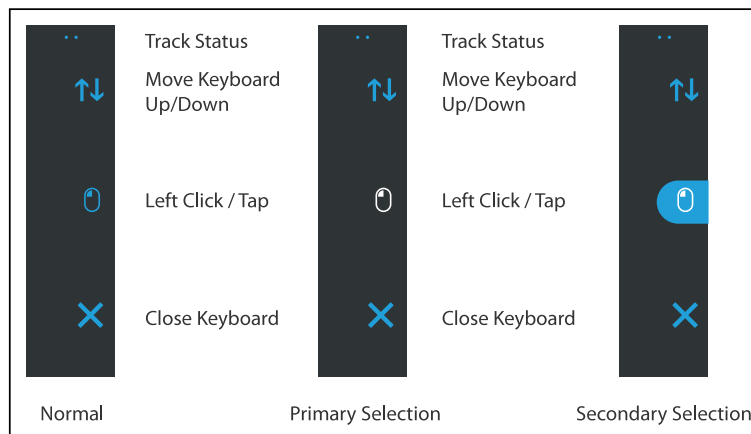 Track Status
Track Status
Move Keyboard
Up/Down
Move Keyboard
Up/Down
Left Click / Tap
Left Click / Tap
Close Keyboard
Close Keyboard
Normal
Primary Selection
Secondary Selection